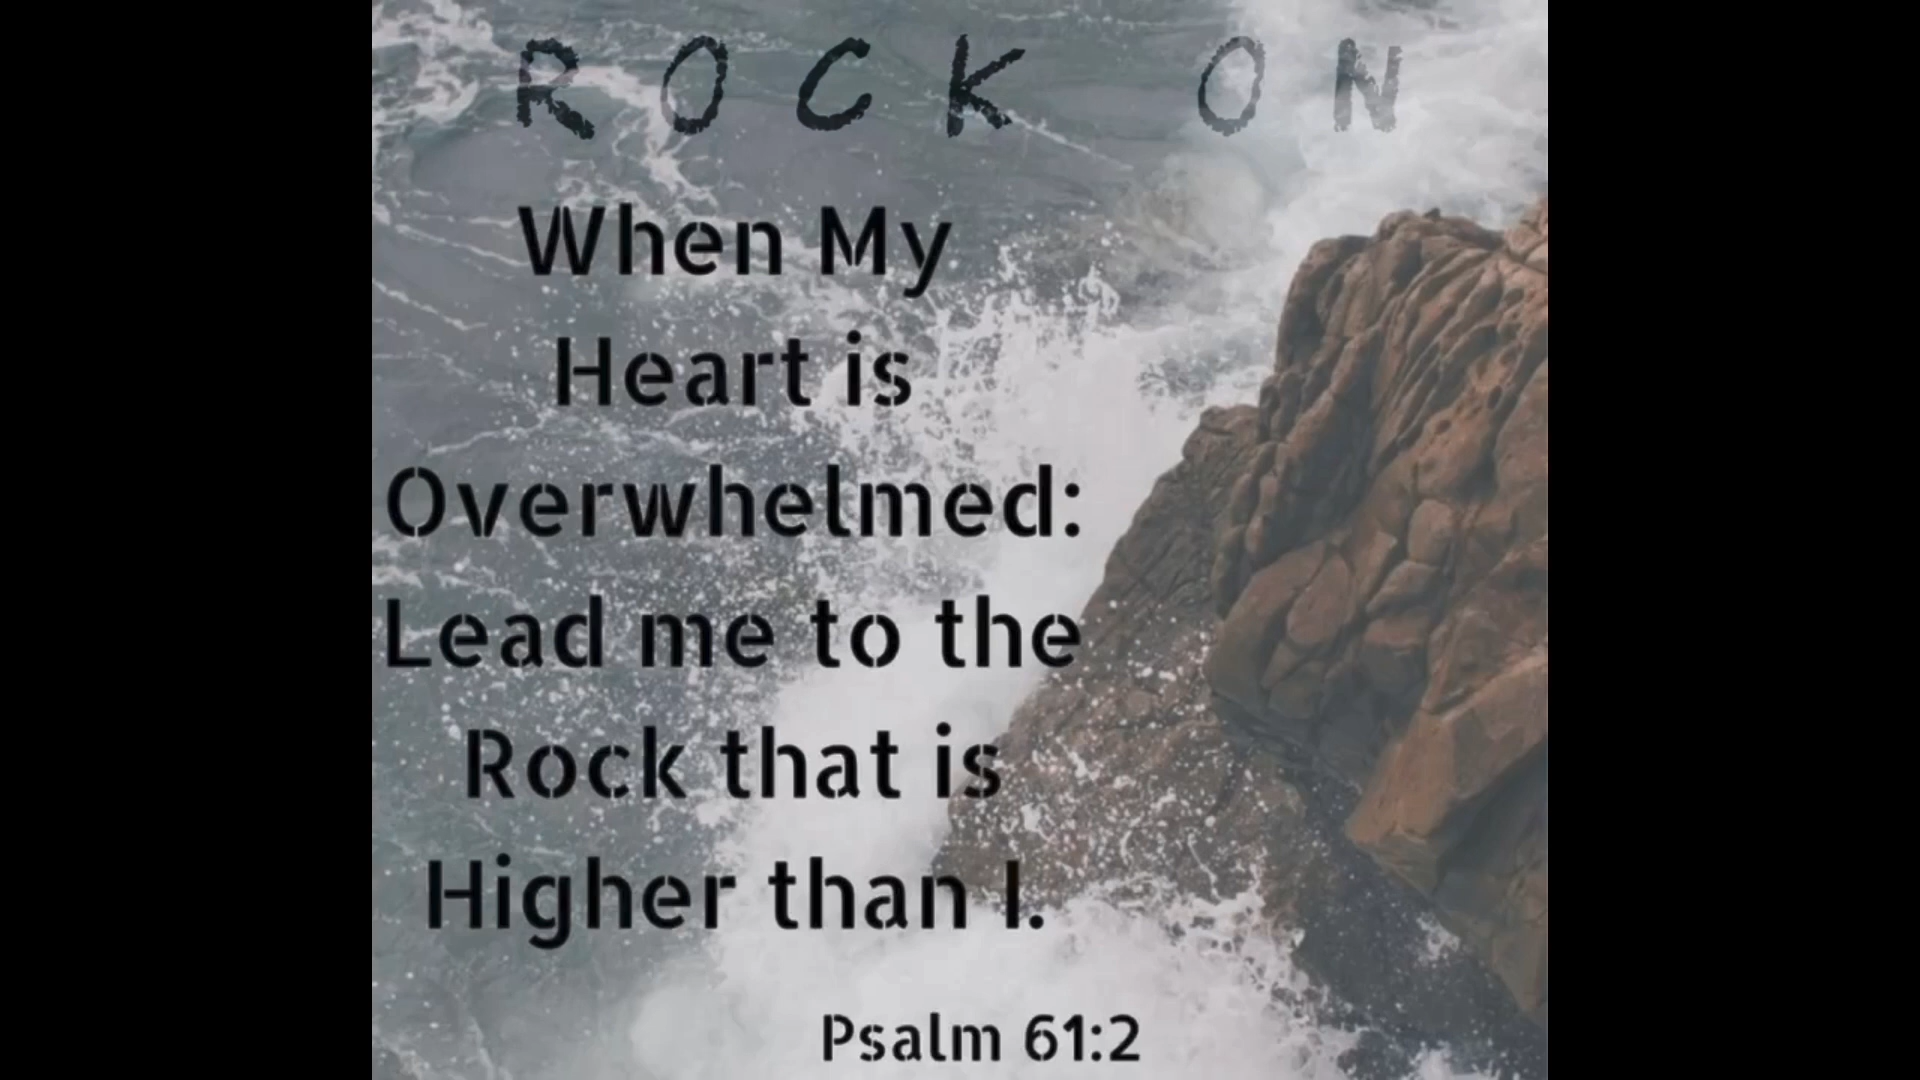 ROCK ON
When My
Heart is
Overwhelmed:
Lead me to the
Rock that is
Higher than I.
Psalm 61:2